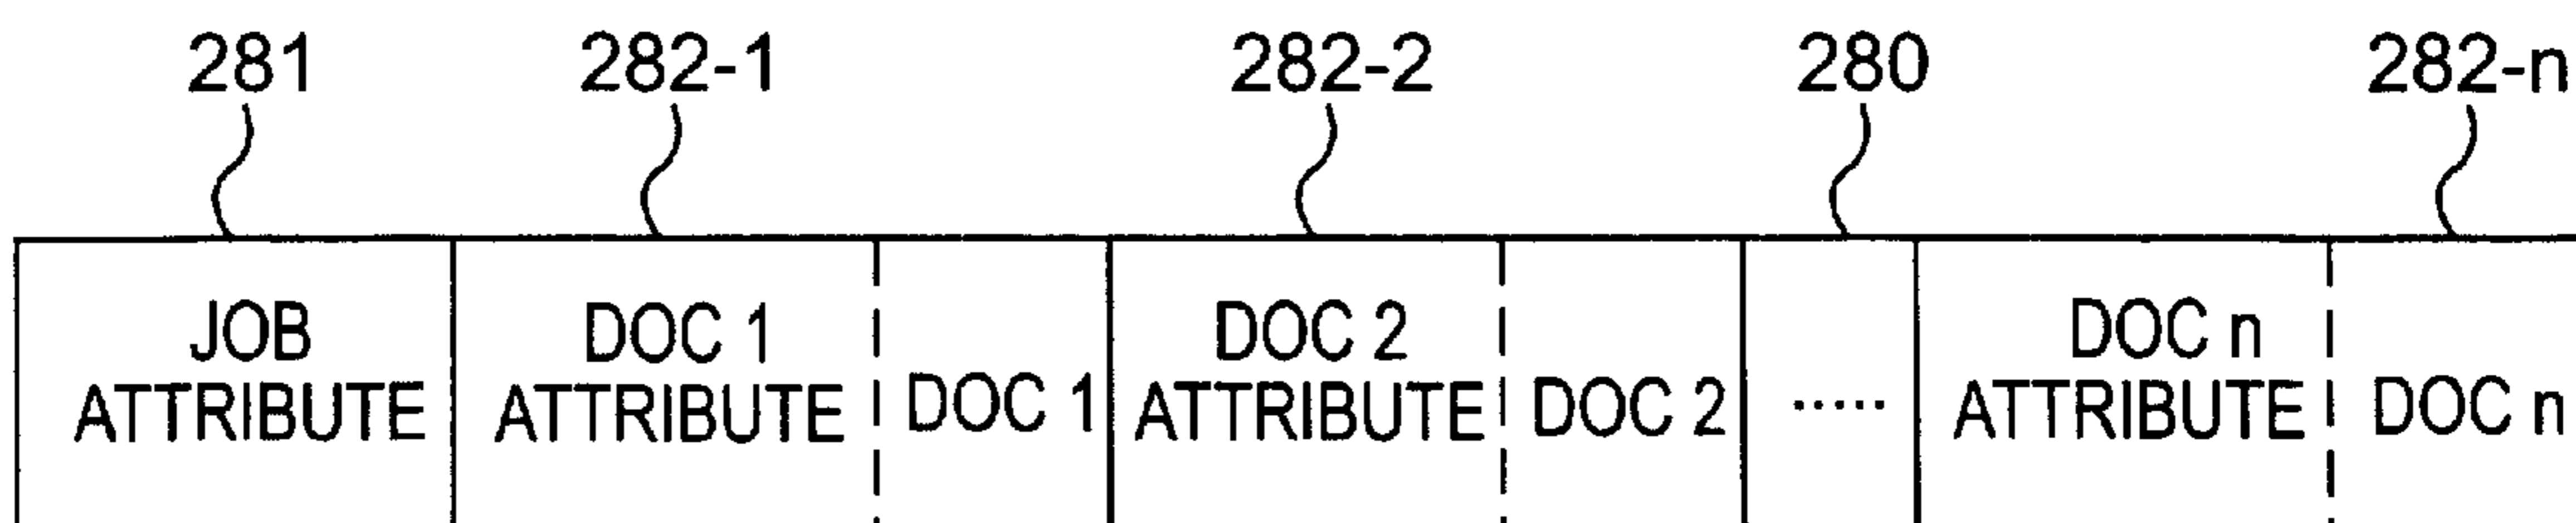 281 282-1 282-2 280 282-n
JOB ATTRIBUTE
DOC 1 ATTRIBUTE
DOC 1
DOC 2 ATTRIBUTE
DOC 2
.....
DOC n ATTRIBUTE
DOC n